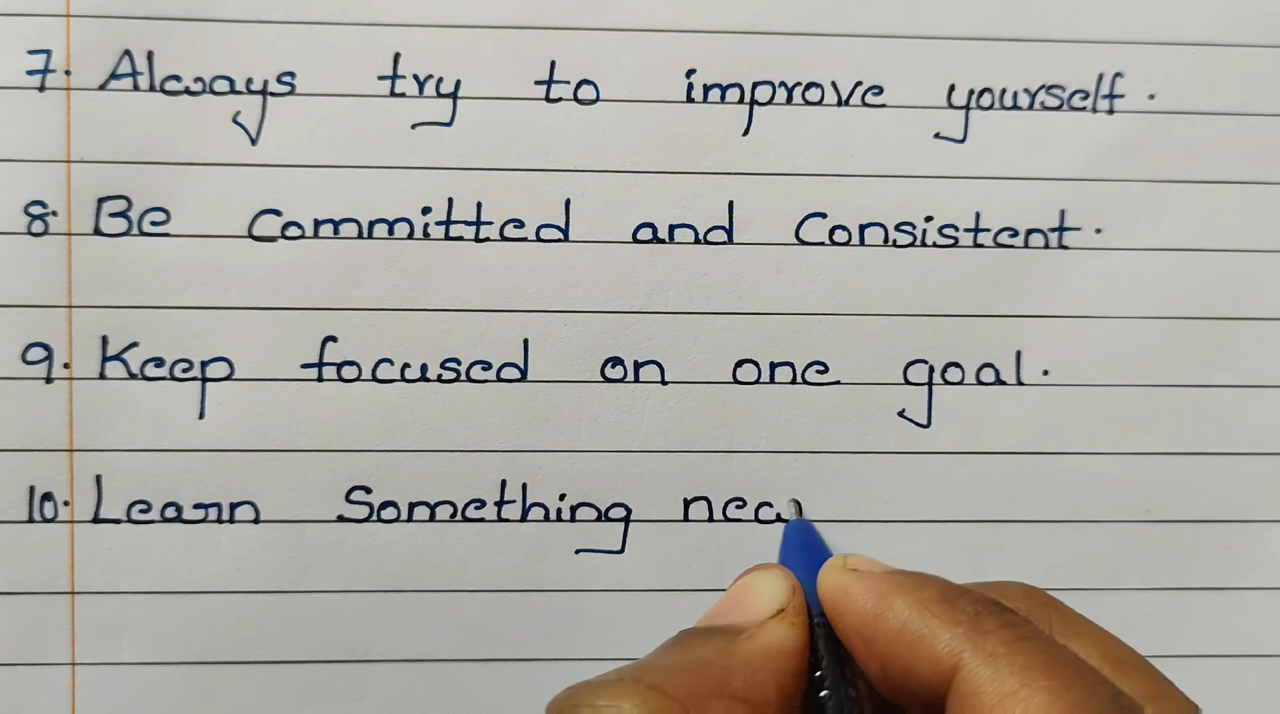 7. Always try to improve yourself.
8. Be Committed and Consistent.
9. Keep focused on one goal.
10. Learn Something